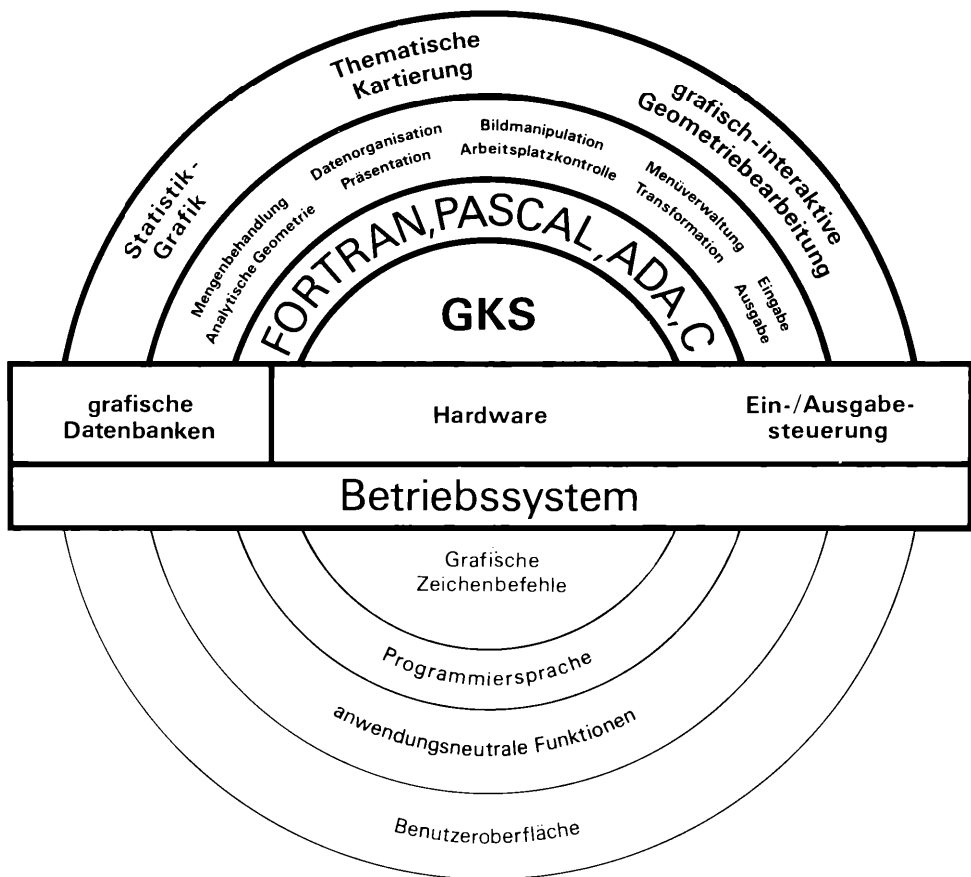 Thematische
Kartierung
Statistik-
Grafik
grafisch-interaktive
Geometriebearbeitung
Mengenbehandlung
Analytische Geometrie
Datenorganisation
Präsentation
Bildmanipulation
Arbeitsplatzkontrolle
Menüverwaltung
Transformation
Eingabe
Ausgabe
FORTRAN, PASCAL, ADA, C
GKS
grafische
Datenbanken
Hardware
Ein-/Ausgabe-
steuerung
Betriebssystem
Grafische
Zeichenbefehle
Programmiersprache
anwendungsneutrale Funktionen
Benutzeroberfläche